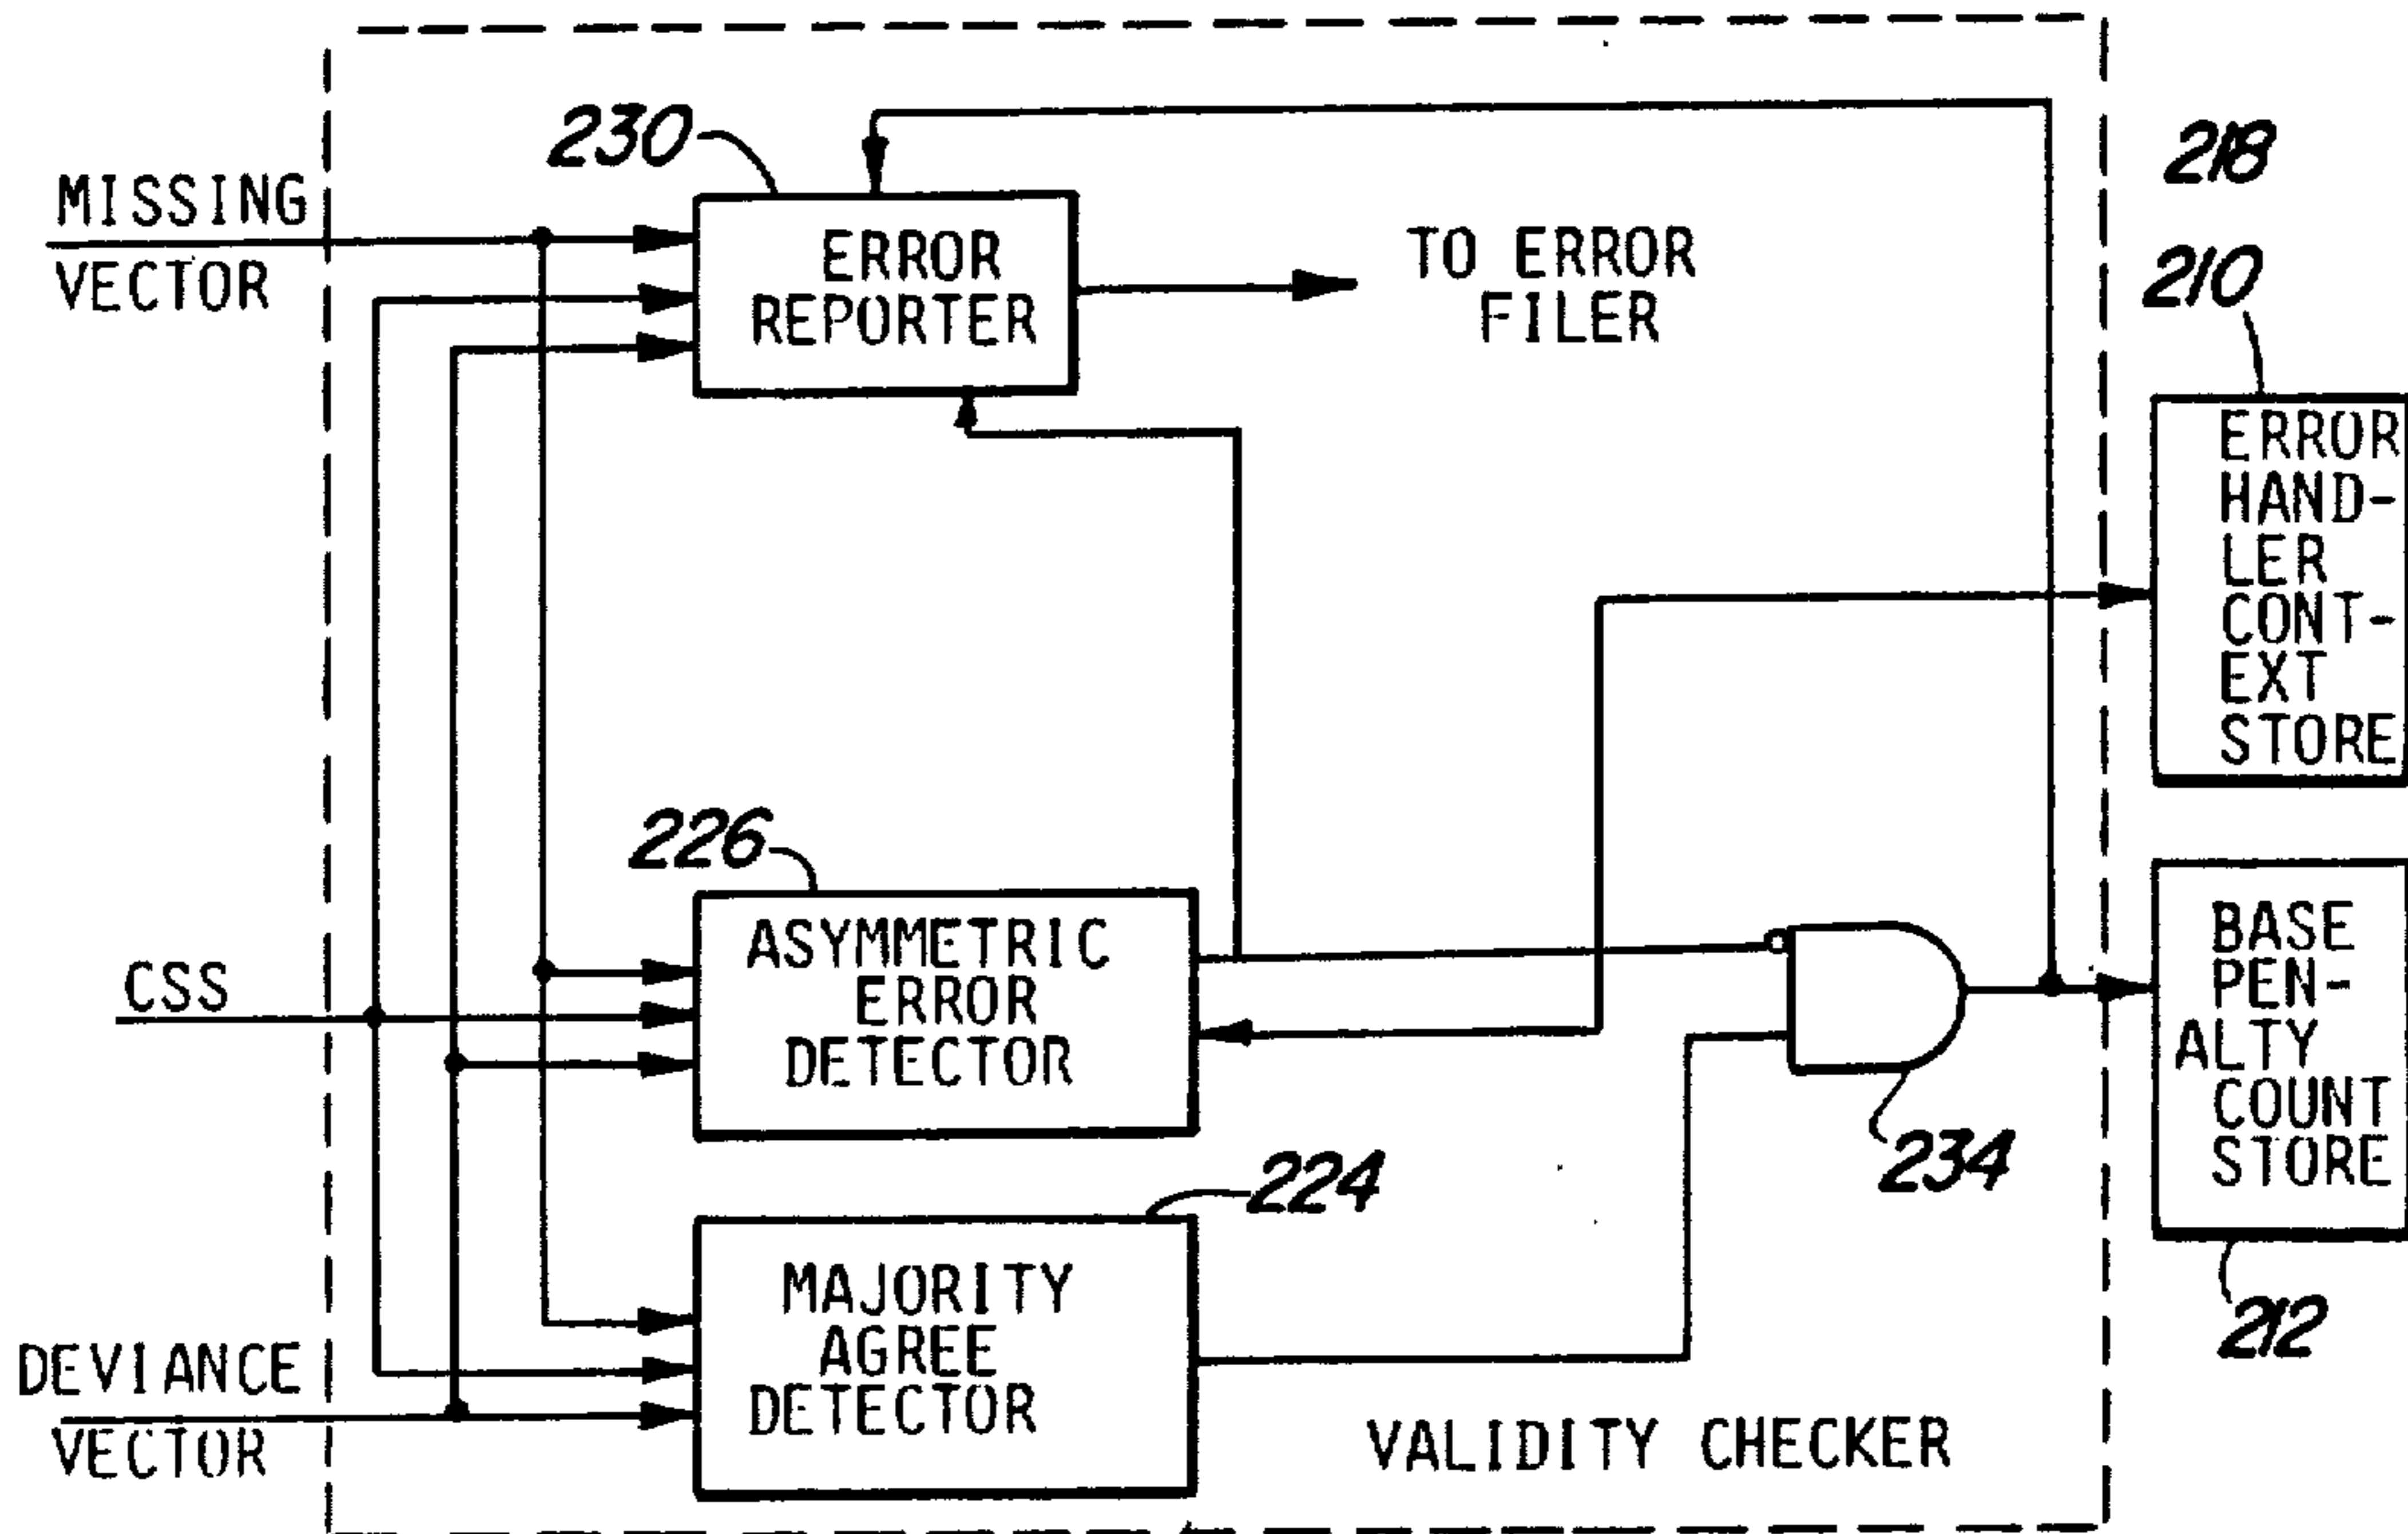 230
218
MISSING
VECTOR
210
ERROR
REPORTER
TO ERROR
FILER
ERROR
HAND-
LER
CONT-
EXT
STORE
226
CSS
ASYMMETRIC
ERROR
DETECTOR
BASE
PEN-
ALTY
COUNT
STORE
234
224
MAJORITY
AGREE
DETECTOR
212
DEVIANCE
VECTOR
VALIDITY CHECKER